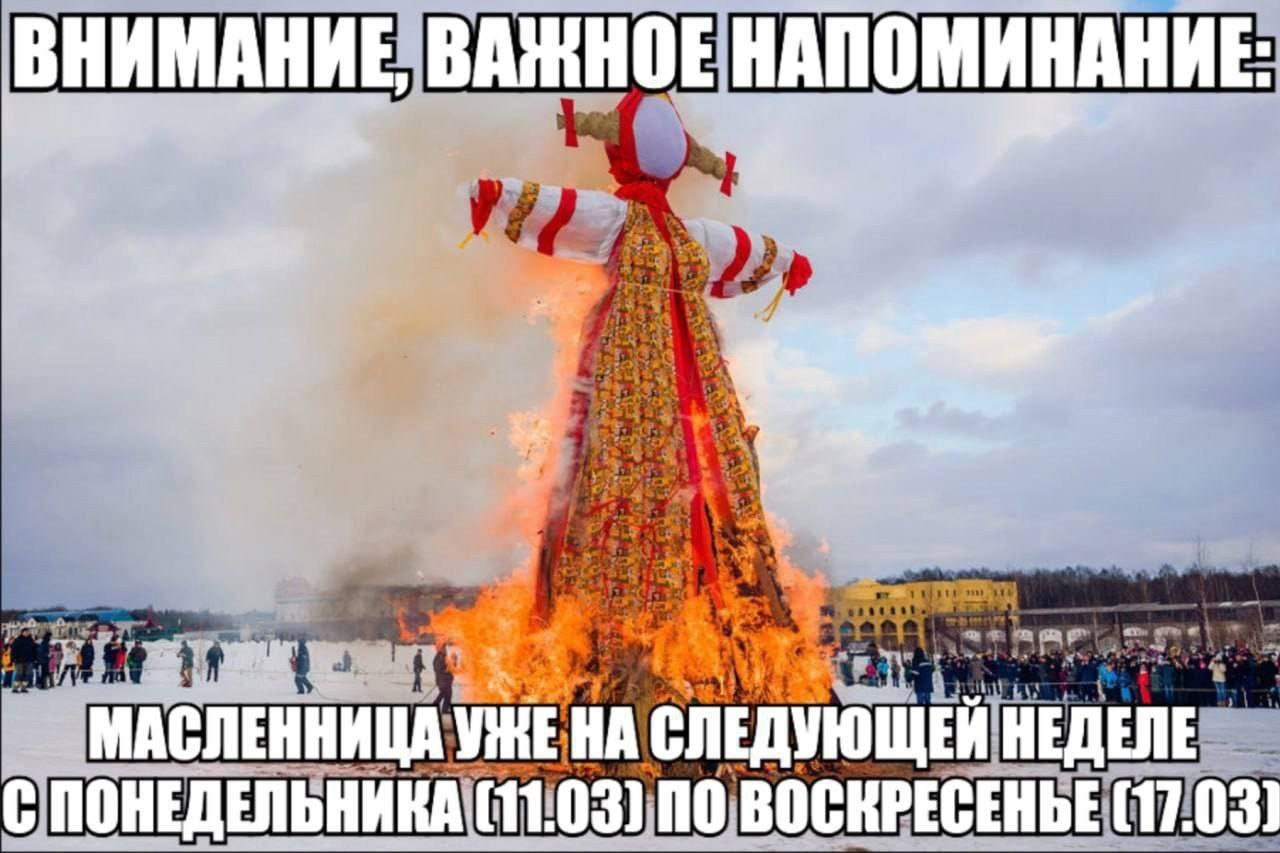 ВНИМАНИЕ, ВАЖНОЕ НАПОМИНАНИЕ:
МАСЛЕННИЦА УЖЕ НА СЛЕДУЮЩЕЙ НЕДЕЛЕ
С ПОНЕДЕЛЬНИКА (11.03) ПО ВОСКРЕСЕНЬЕ (17.03)